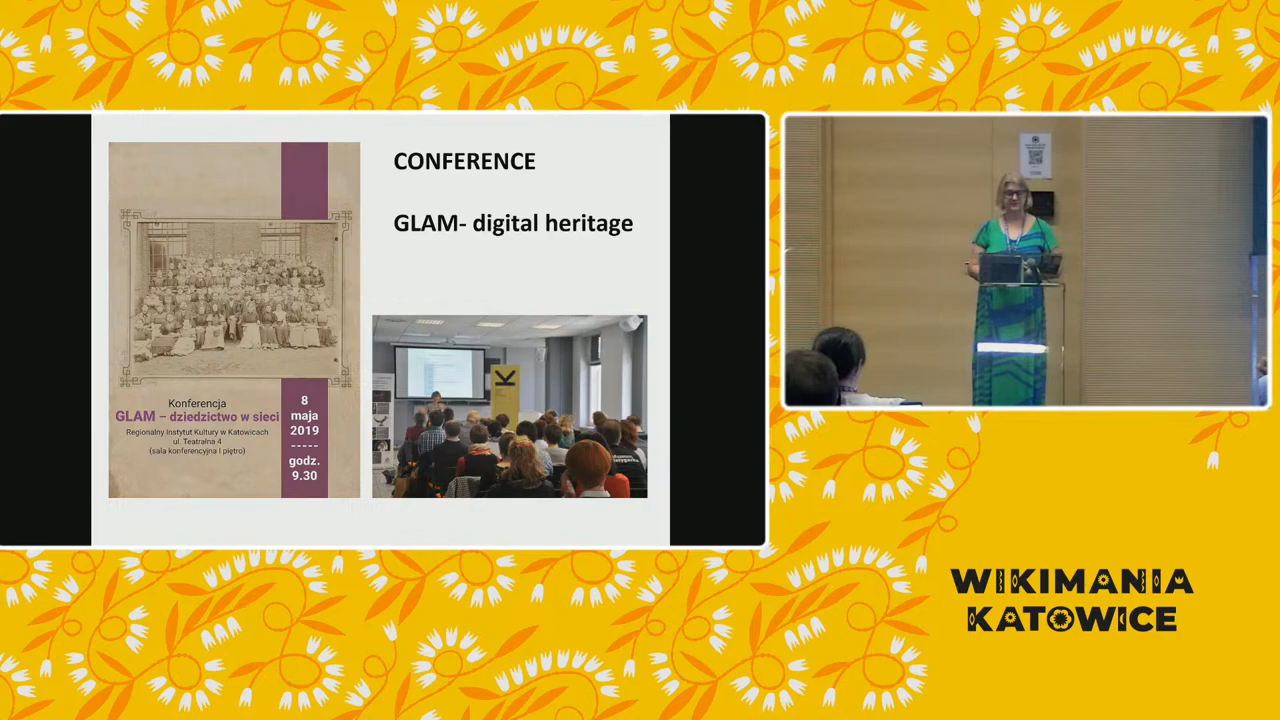 CONFERENCE
GLAM- digital heritage
Konferencja
GLAM – dziedzictwo w sieci
Regionalny Instytut Kultury w Katowicach
ul. Teatralna 4
(sala konferencyjna I piętro)
8
maja
2019
-----
godz.
9.30
WIKIMANIA
KATOWICE